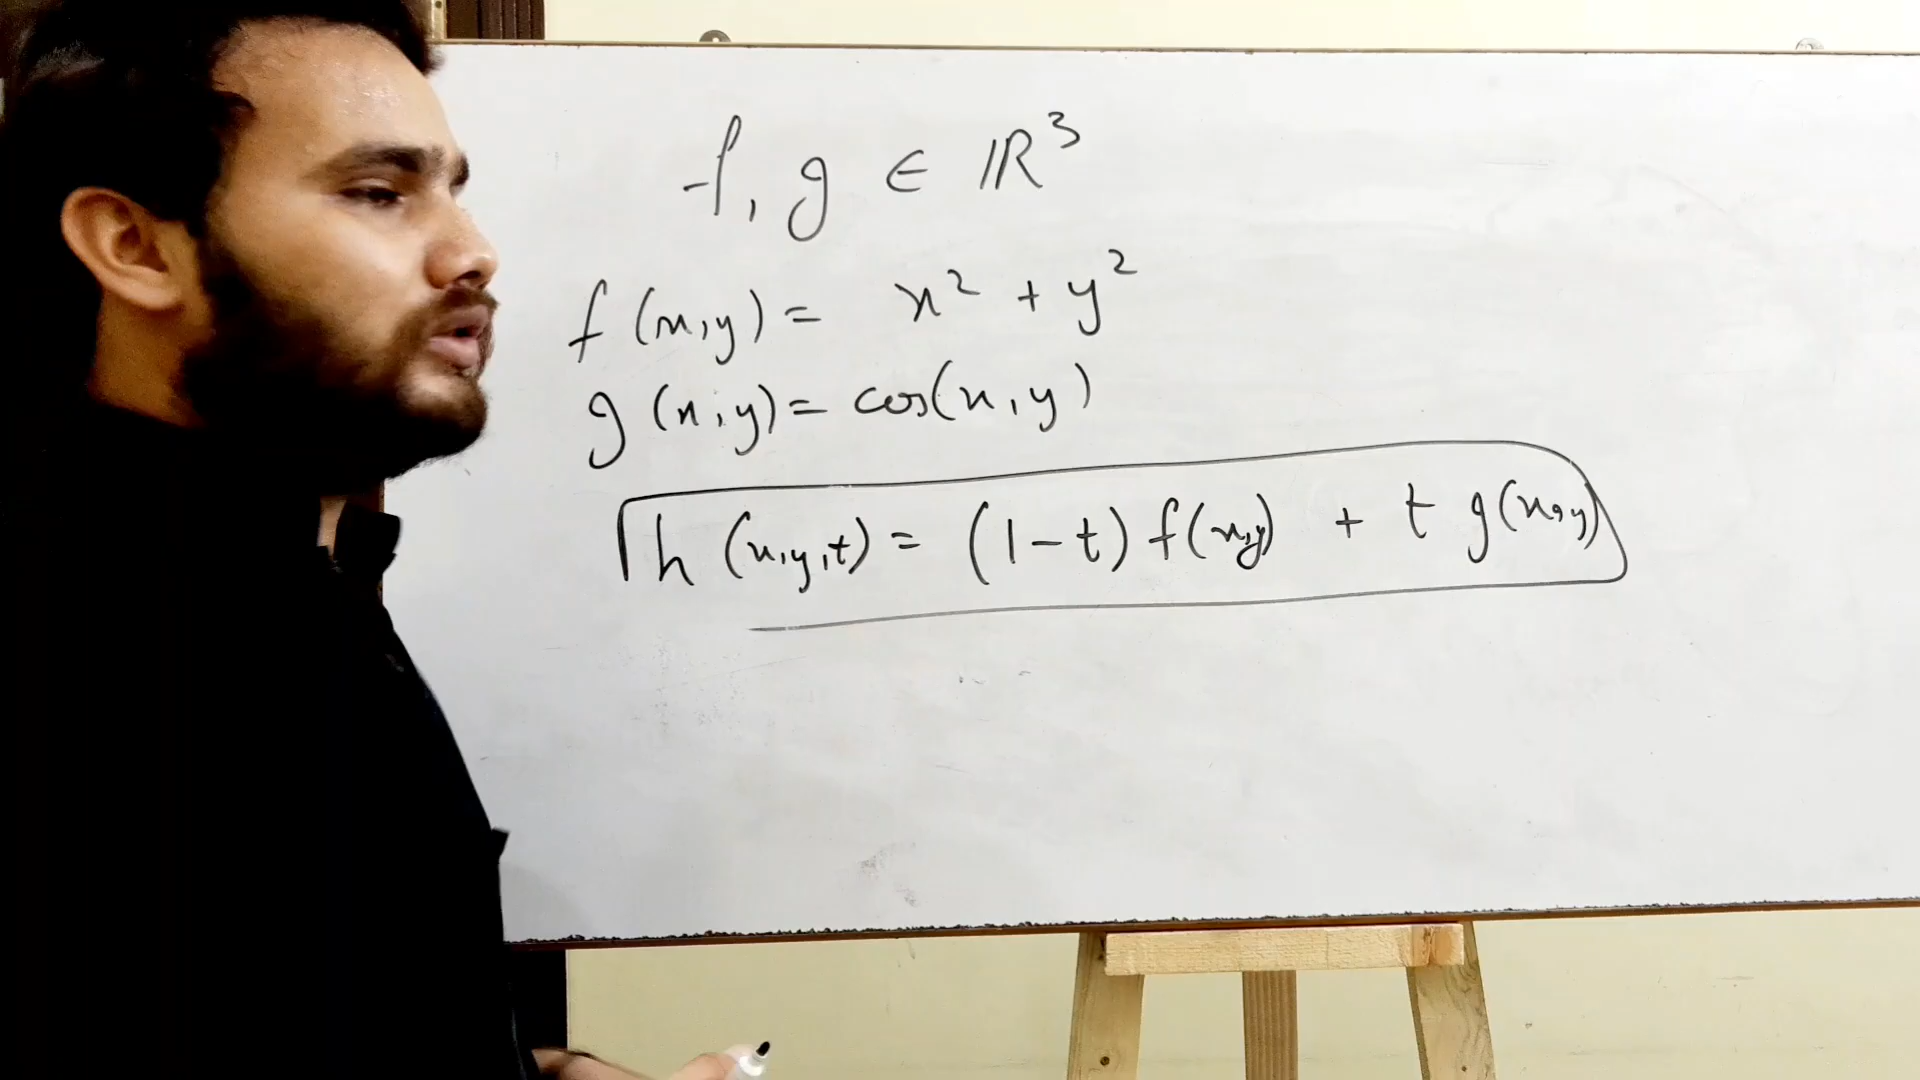 f, g ∈ ℝ³
f(x,y) = x² + y²
g(x,y) = cos(x,y)
h(x,y,t) = (1-t) f(x,y) + t g(x,y)